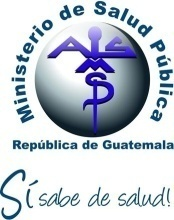 Ministerio de Salud Pública
A S
M
S P
República de Guatemala
Sí sabe de salud!